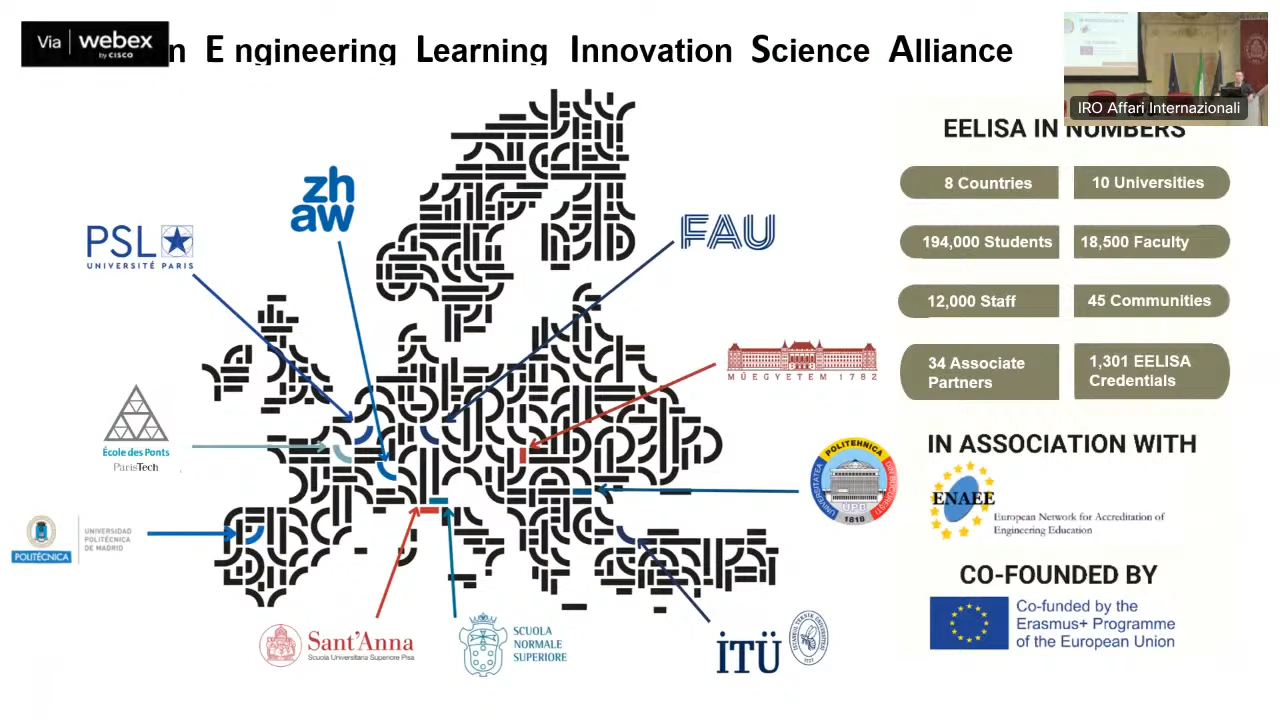 Via webex
by CISCO
n E ngineering Learning Innovation Science Alliance
IRO Affari Internazionali
EELISA IN NUMBERS
8 Countries
10 Universities
194,000 Students
18,500 Faculty
12,000 Staff
45 Communities
34 Associate
Partners
1,301 EELISA
Credentials
IN ASSOCIATION WITH
ENAEE
European Network for Accreditation of
Engineering Education
CO-FOUNDED BY
Co-funded by the
Erasmus+ Programme
of the European Union
zh
aw
PSL
UNIVERSITÉ PARIS
FAU
MŰEGYETEM 1782
École des Ponts
ParisTech
UNIVERSITATEA POLITEHNICA DIN BUCURESTI
UPB
1818
POLITÉCNICA
UNIVERSIDAD
POLITÉCNICA
DE MADRID
Sant'Anna
Scuola Universitaria Superiore Pisa
SCUOLA
NORMALE
SUPERIORE
İTÜ